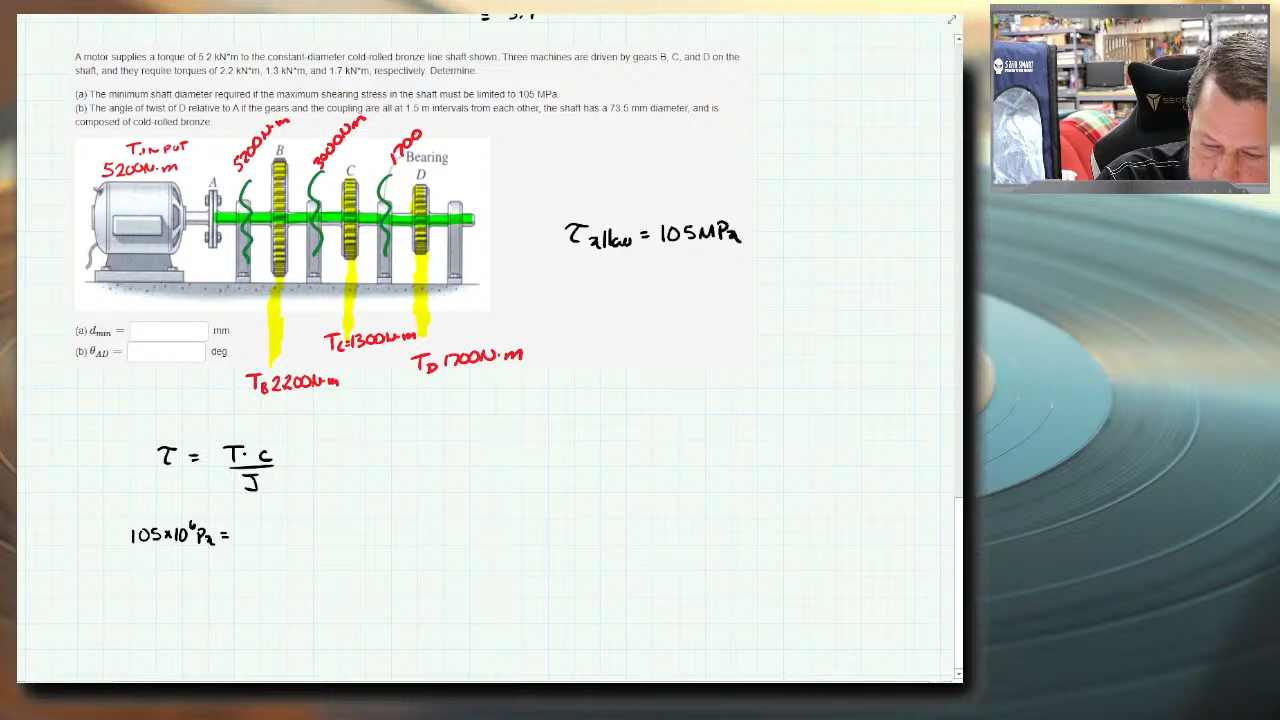 A motor supplies a torque of 5.2 kN*m to the constant-diameter cold-rolled bronze line shaft shown. Three machines are driven by gears B, C, and D on the
shaft, and they require torques of 2.2 kN*m, 1.3 kN*m, and 1.7 kN*m, respectively. Determine:
(a) The minimum shaft diameter required if the maximum shearing stress in the shaft must be limited to 105 MPa.
(b) The angle of twist of D relative to A if the gears and the coupling are all at 1.5 m intervals from each other, the shaft has a 73.5 mm diameter, and is
composed of cold-rolled bronze.
T.INPUT
5200N·m
5200N·m
3000N·M
1700
A
B
C
Bearing
D
τallow = 105MPa
(a) dmin =
mm
(b) θAD =
deg
TC=1300N·m
TD 1700N·m
TB 2200N·m
τ = T·c
J
105×10⁶Pa =